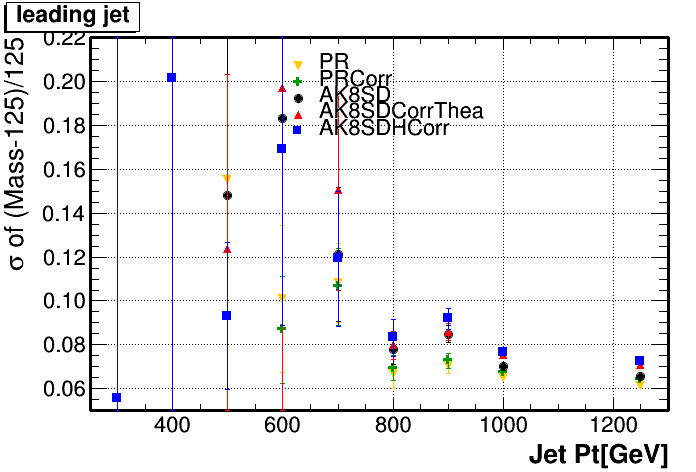 leading jet
σ of (Mass-125)/125
0.22
0.20
0.18
0.16
0.14
0.12
0.10
0.08
0.06
PR
PRCorr
AK8SD
AK8SDCorrThea
AK8SDHCorr
400 600 800 1000 1200
Jet Pt[GeV]